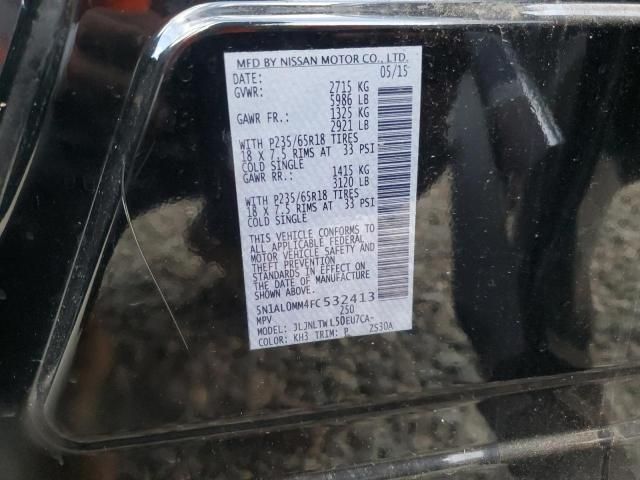 MFD BY NISSAN MOTOR CO., LTD.
DATE: 05/15
GVWR: 2715 KG
5986 LB
GAWR FR.: 1325 KG
2921 LB
WITH P235/65R18 TIRES
18 X 7.5 RIMS AT 33 PSI
COLD SINGLE
GAWR RR.: 1415 KG
3120 LB
WITH P235/65R18 TIRES
18 X 7.5 RIMS AT 33 PSI
COLD SINGLE
THIS VEHICLE CONFORMS TO
ALL APPLICABLE FEDERAL
MOTOR VEHICLE SAFETY AND
THEFT PREVENTION
STANDARDS IN EFFECT ON
THE DATE OF MANUFACTURE
SHOWN ABOVE.
5N1AL0MM4FC532413
MPV Z50
MODEL: JLJNLTWL50EU7CA-
COLOR: KH3 TRIM: P ZS30A